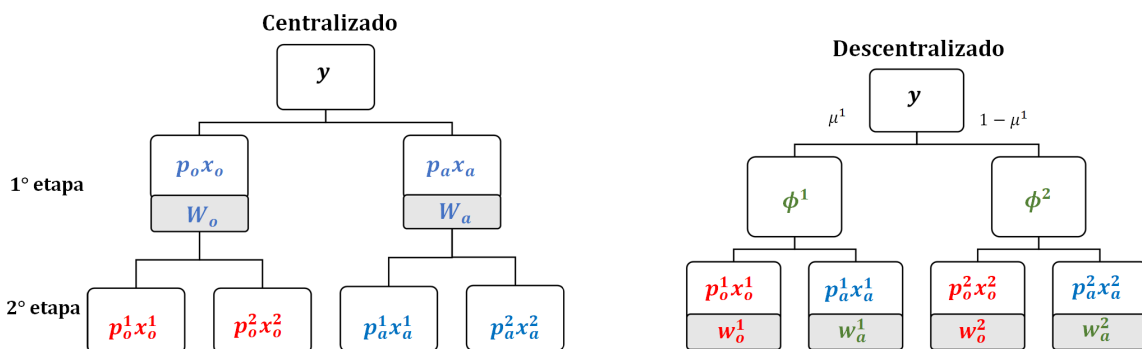 Centralizado
y
1° etapa
p_o x_o
W_o
p_a x_a
W_a
2° etapa
p_o^1 x_o^1
p_o^2 x_o^2
p_a^1 x_a^1
p_a^2 x_a^2
Descentralizado
y
μ^1
1 − μ^1
ϕ^1
ϕ^2
p_o^1 x_o^1
w_o^1
p_a^1 x_a^1
w_a^1
p_o^2 x_o^2
w_o^2
p_a^2 x_a^2
w_a^2